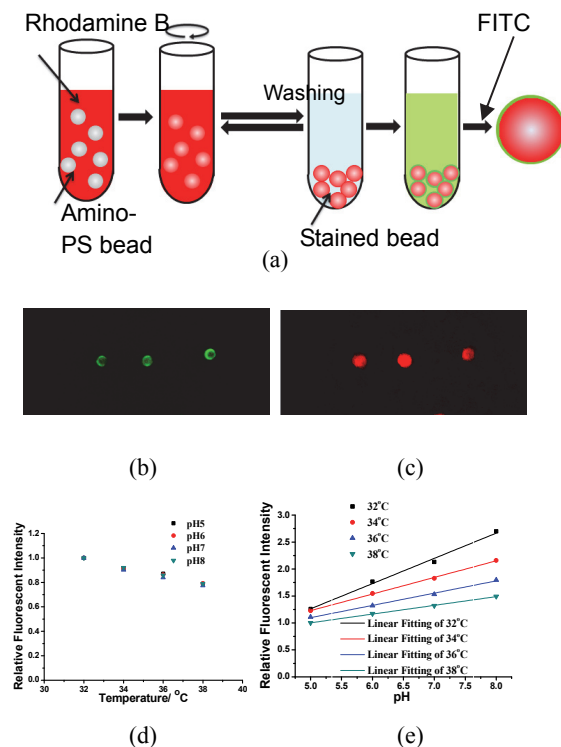 Rhodamine B
FITC
Washing
Amino-
PS bead
Stained bead
(a)
(b)
(c)
Relative Fluorescent Intensity
1.2
1.0
0.8
0.6
0.4
0.2
0.0
30 32 34 36 38 40
Temperature/ °C
pH5
pH6
pH7
pH8
(d)
Relative Fluorescent Intensity
3.0
2.5
2.0
1.5
1.0
0.5
0.0
5.0 5.5 6.0 6.5 7.0 7.5 8.0
pH
32°C
34°C
36°C
38°C
Linear Fitting of 32°C
Linear Fitting of 34°C
Linear Fitting of 36°C
Linear Fitting of 38°C
(e)